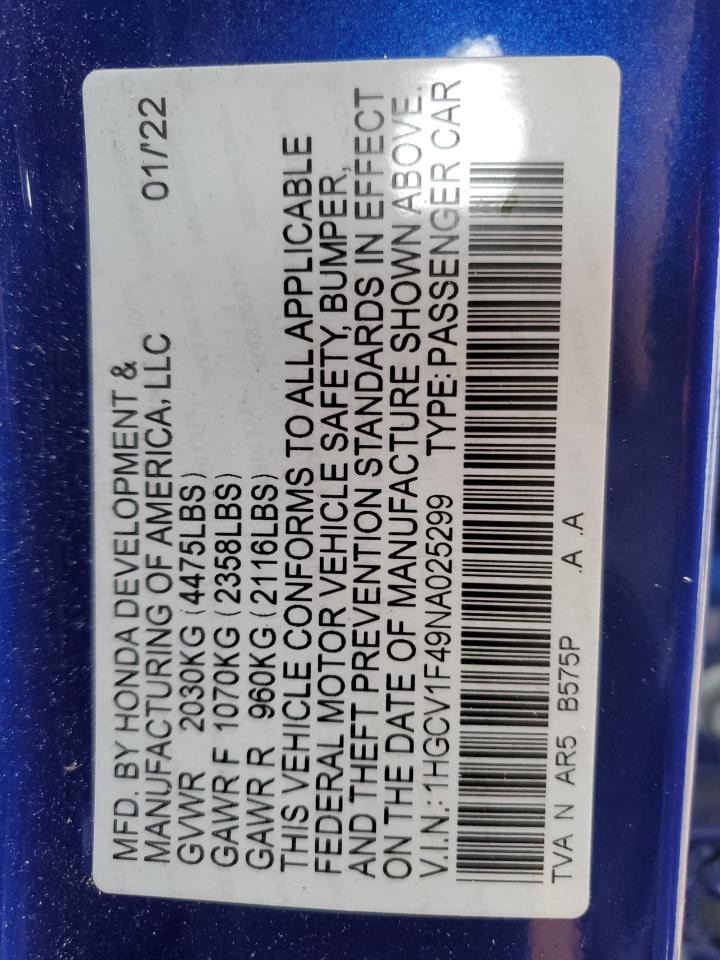 MFD. BY HONDA DEVELOPMENT &
MANUFACTURING OF AMERICA, LLC 01/'22
GVWR 2030KG (4475LBS)
GAWR F 1070KG (2358LBS)
GAWR R 960KG (2116LBS)
THIS VEHICLE CONFORMS TO ALL APPLICABLE
FEDERAL MOTOR VEHICLE SAFETY, BUMPER,
AND THEFT PREVENTION STANDARDS IN EFFECT
ON THE DATE OF MANUFACTURE SHOWN ABOVE.
V.I.N.: 1HGCV1F49NA025299 TYPE: PASSENGER CAR
TVA N AR5 B575P .A .A